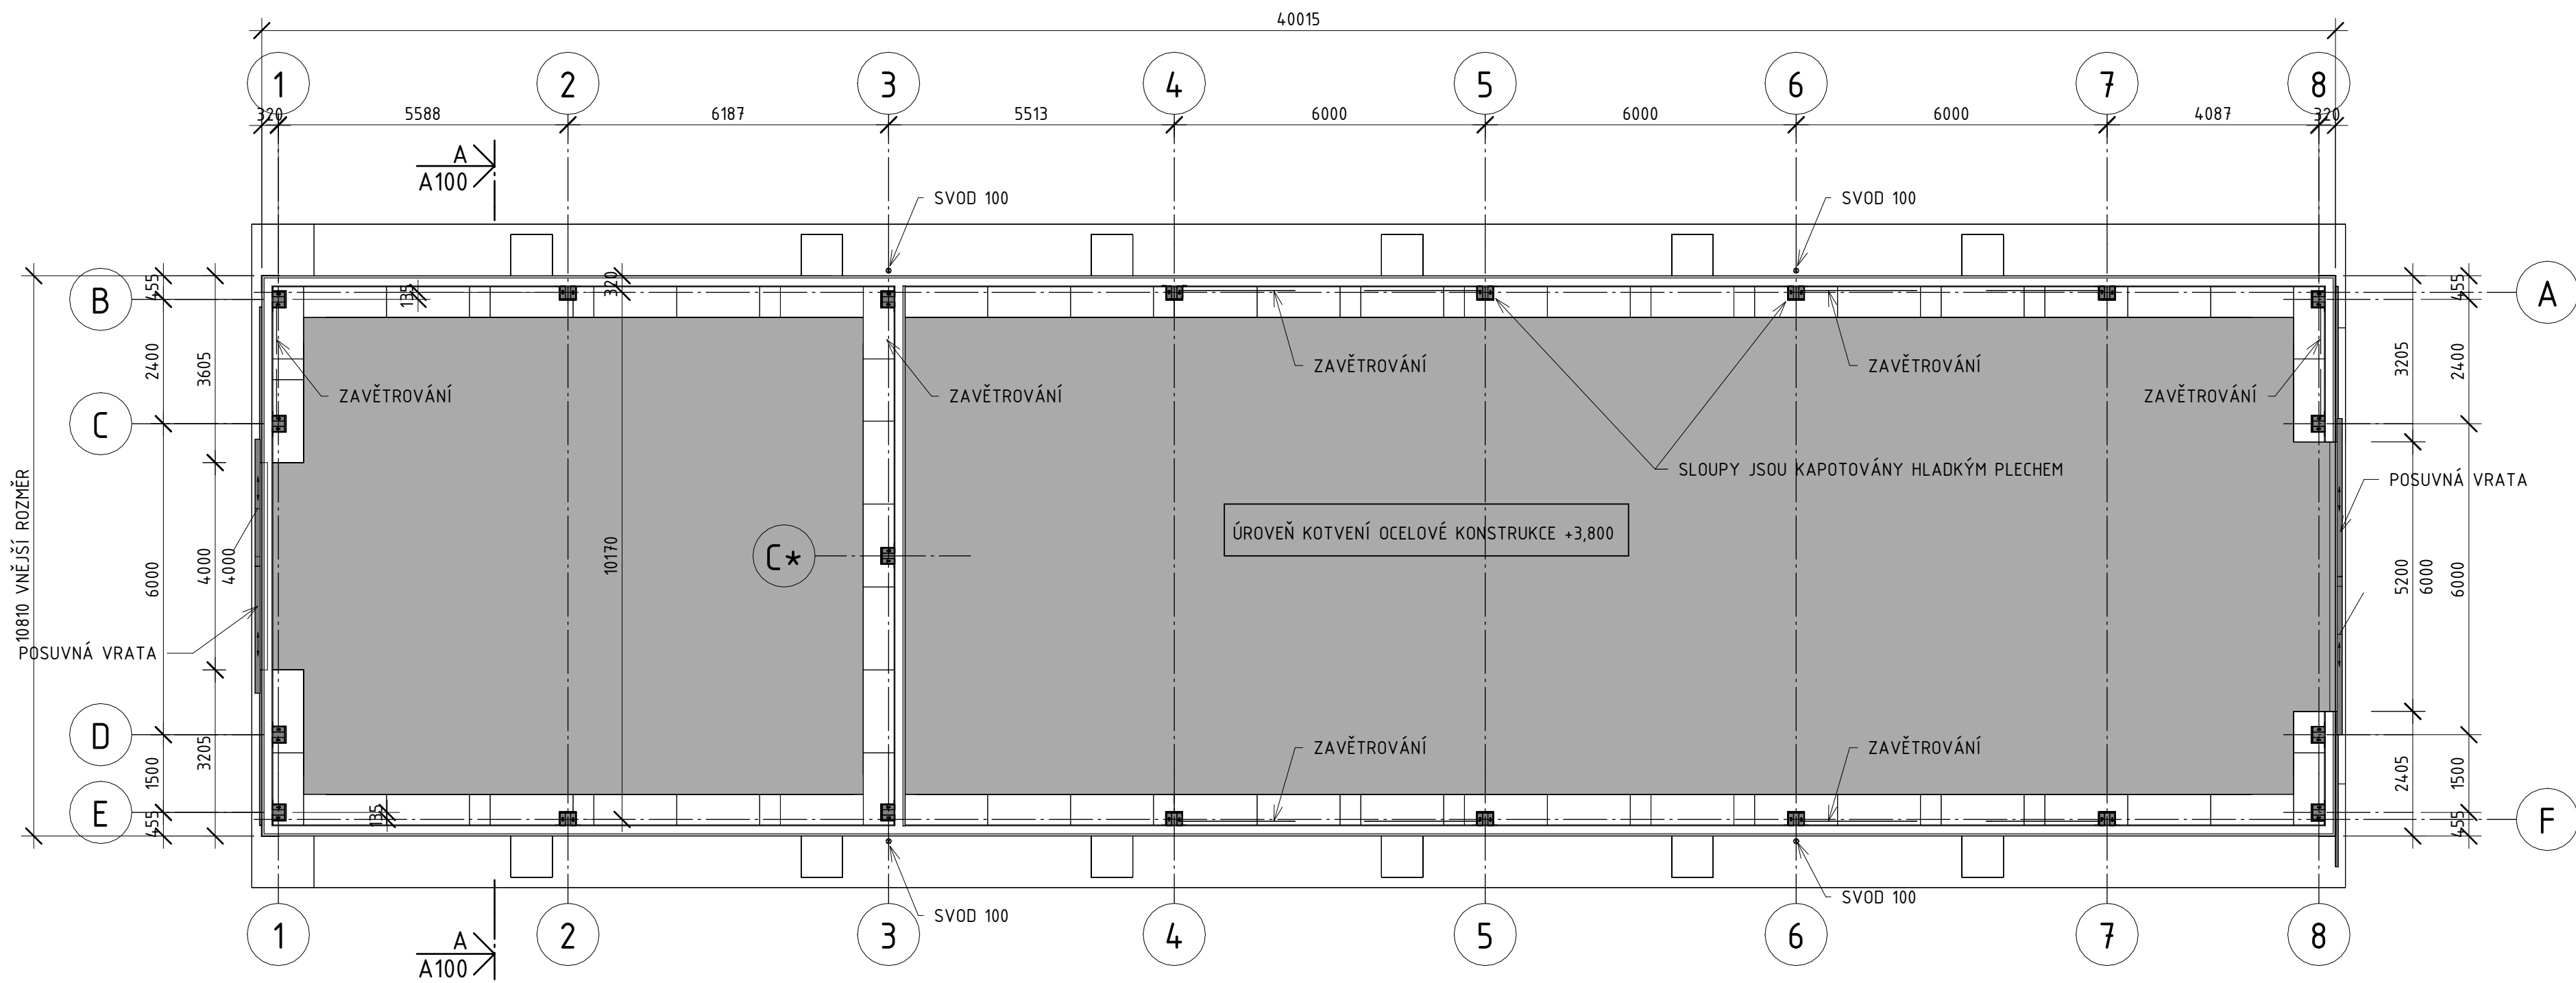 40015
1
2
3
4
5
6
7
8
320
5588
6187
5513
6000
6000
6000
4087
320
A
A100
SVOD 100
SVOD 100
B
455
135
320
455
A
2400
3605
ZAVĚTROVÁNÍ
ZAVĚTROVÁNÍ
ZAVĚTROVÁNÍ
ZAVĚTROVÁNÍ
ZAVĚTROVÁNÍ
3205
2400
C
SLOUPY JSOU KAPOTOVÁNY HLADKÝM PLECHEM
POSUVNÁ VRATA
10810 VNĚJŠÍ ROZMĚR
6000
4000
4000
10170
C*
ÚROVEŇ KOTVENÍ OCELOVÉ KONSTRUKCE +3,800
5200
6000
6000
POSUVNÁ VRATA
D
1500
3205
ZAVĚTROVÁNÍ
ZAVĚTROVÁNÍ
2405
1500
E
455
135
455
F
SVOD 100
SVOD 100
A
A100
1
2
3
4
5
6
7
8